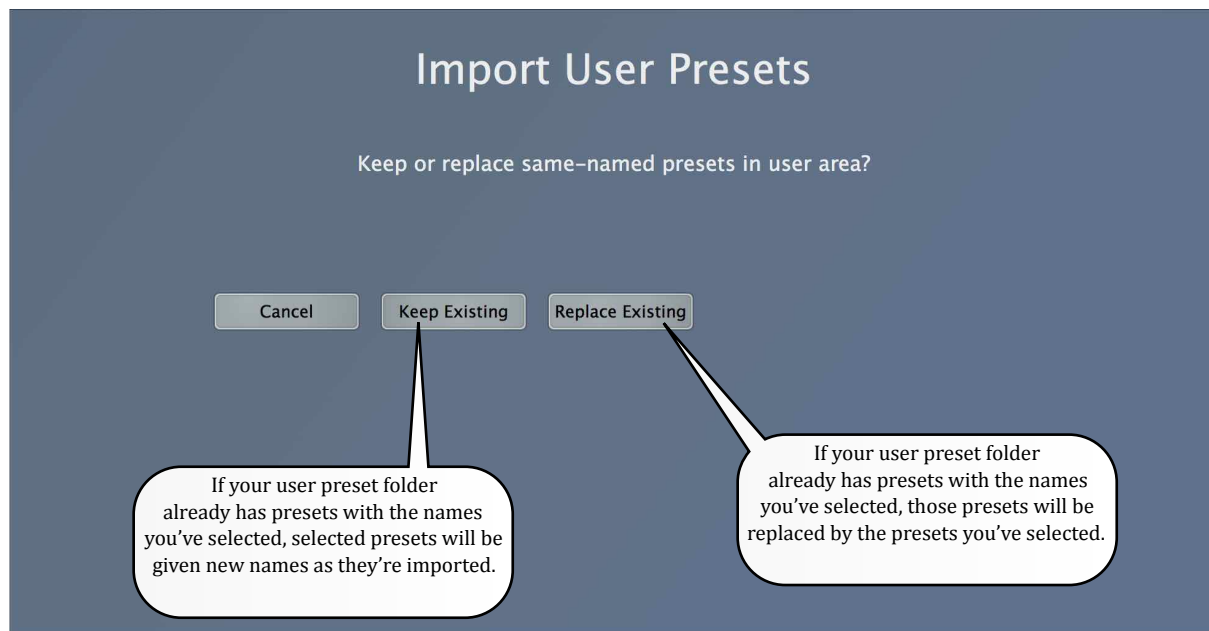 Import User Presets
Keep or replace same-named presets in user area?
Cancel
Keep Existing
Replace Existing
If your user preset folder
already has presets with the names
you’ve selected, selected presets will be
given new names as they’re imported.
If your user preset folder
already has presets with the names
you’ve selected, those presets will be
replaced by the presets you’ve selected.